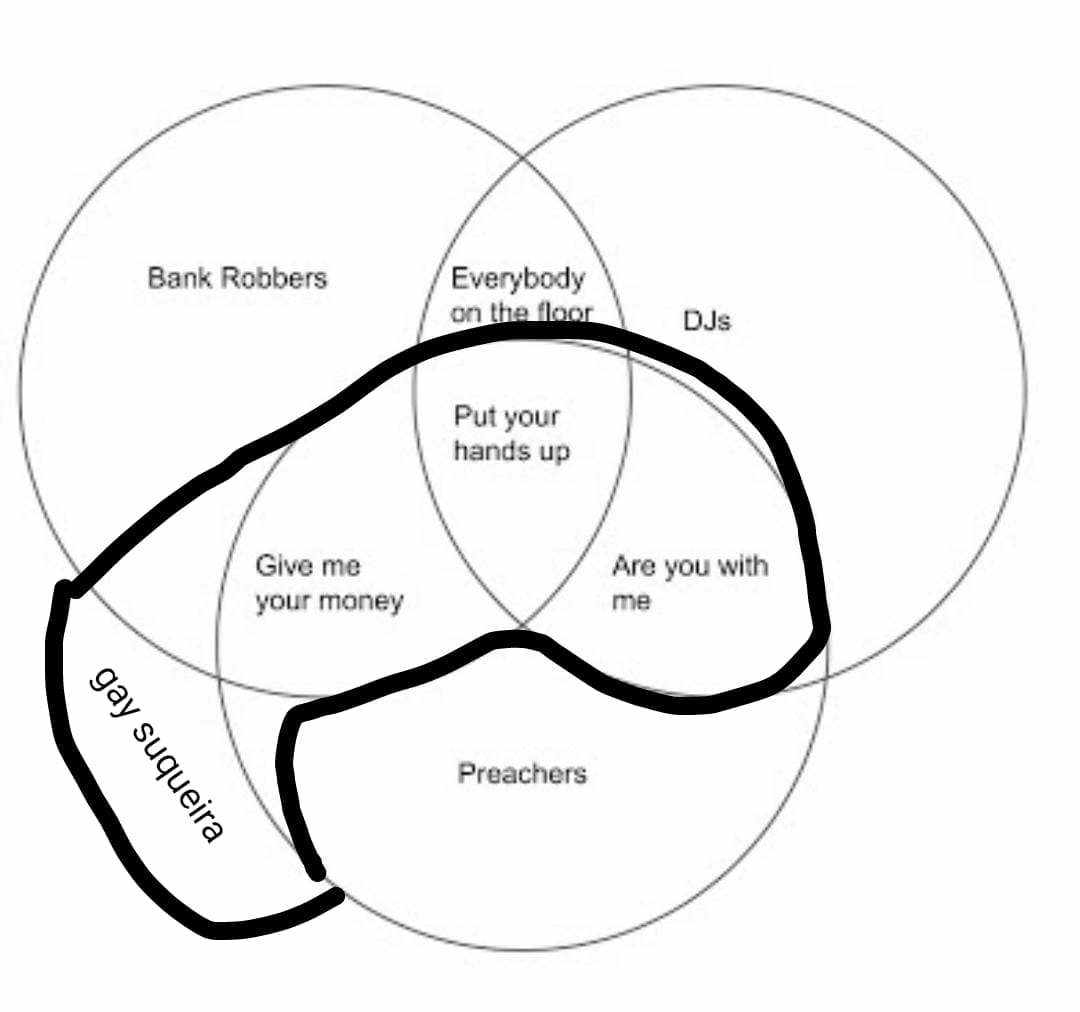 Bank Robbers
Everybody
on the floor
DJs
Put your
hands up
Give me
your money
Are you with
me
gay suqueira
Preachers